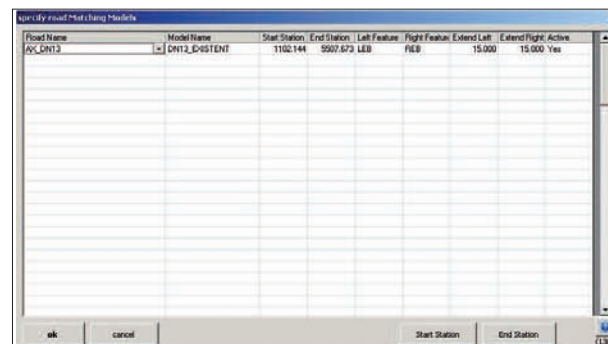 specify road Matching Models
Road Name Model Name Start Station End Station Left Feature Right Featur Extend Left Extend Right Active
AX_DN13 DN13_EXISTENT 1102.144 5507.673 LEB REB 15.000 15.000 Yes
ok cancel Start Station End Station